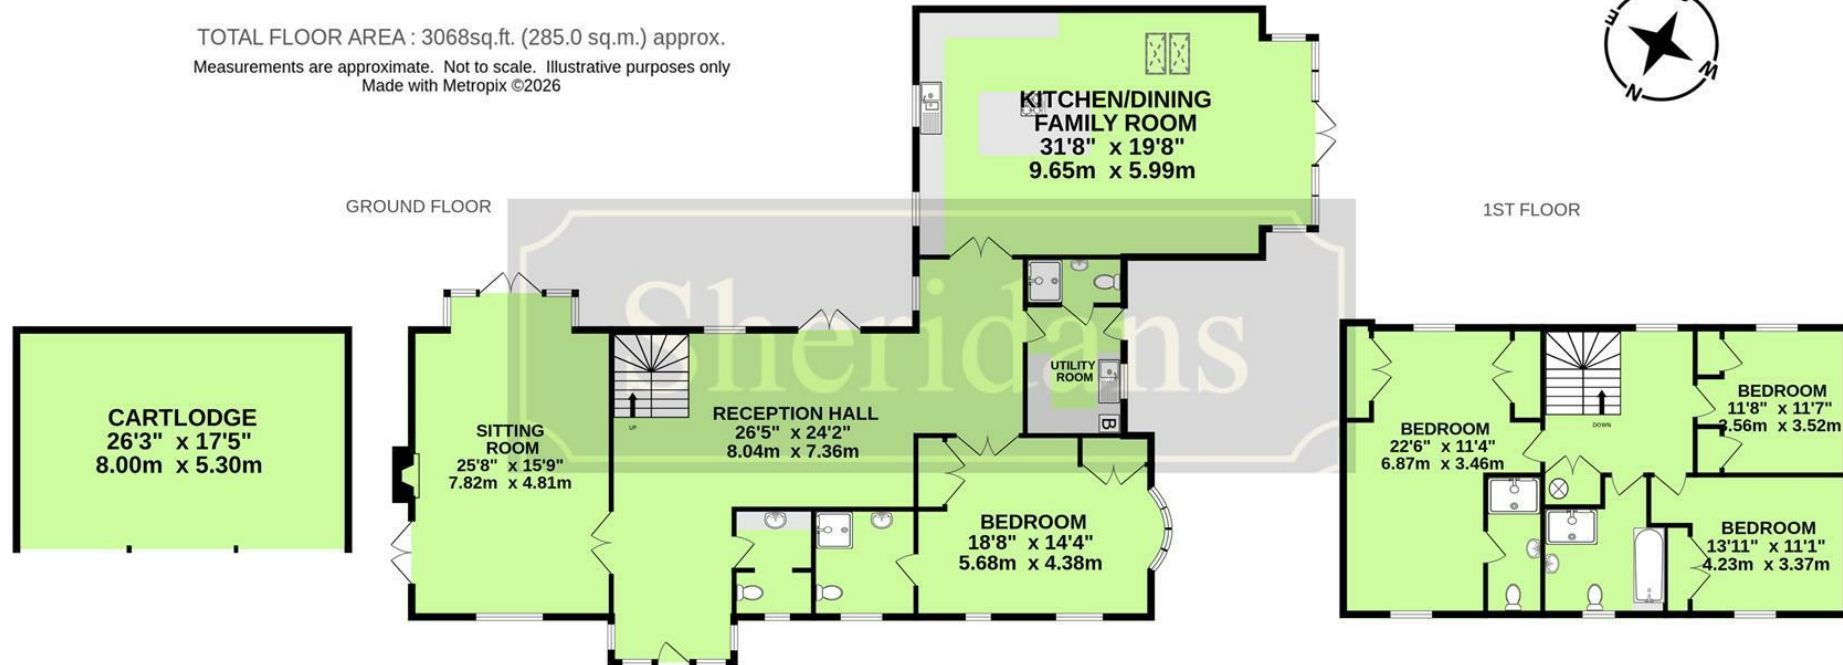 TOTAL FLOOR AREA : 3068sq.ft. (285.0 sq.m.) approx.
Measurements are approximate.  Not to scale.  Illustrative purposes only
Made with Metropix ©2026
E
W
N
KITCHEN/DINING
FAMILY ROOM
31'8"  x 19'8"
9.65m  x 5.99m
GROUND FLOOR
1ST FLOOR
Sheridans
CARTLODGE
26'3"  x 17'5"
8.00m  x 5.30m
SITTING
ROOM
25'8"  x 15'9"
7.82m  x 4.81m
UP
RECEPTION HALL
26'5"  x 24'2"
8.04m  x 7.36m
UTILITY
ROOM
B
BEDROOM
18'8"  x 14'4"
5.68m  x 4.38m
BEDROOM
22'6"  x 11'4"
6.87m  x 3.46m
DOWN
BEDROOM
11'8"  x 11'7"
3.56m  x 3.52m
BEDROOM
13'11"  x 11'1"
4.23m  x 3.37m